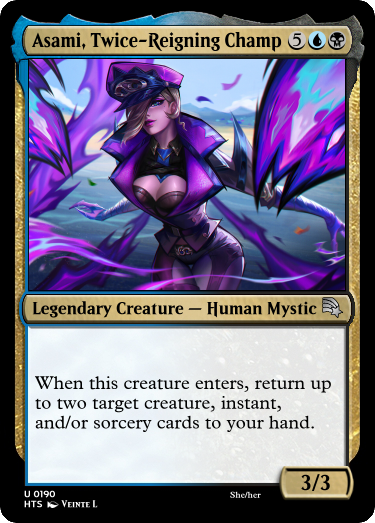 Asami, Twice-Reigning Champ 5
Legendary Creature — Human Mystic
When this creature enters, return up
to two target creature, instant,
and/or sorcery cards to your hand.
3/3
U 0190
HTS Veinte L
She/her